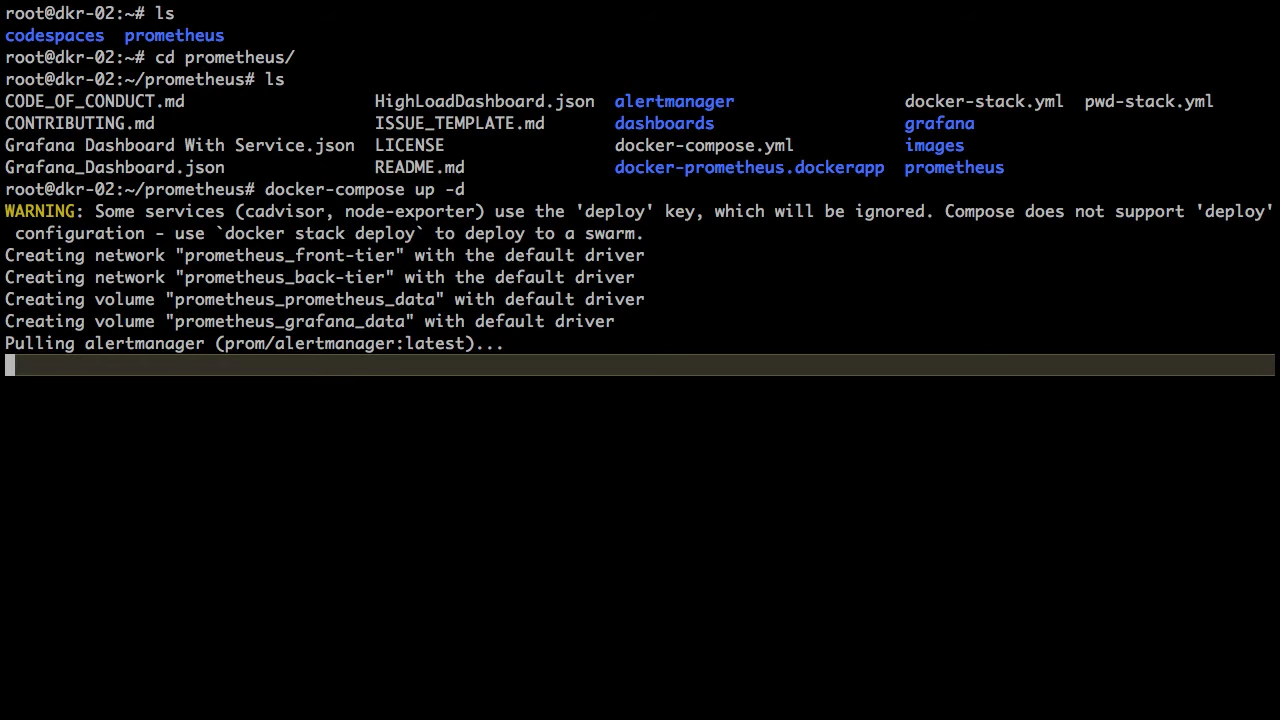 root@dkr-02:~# ls
codespaces  prometheus
root@dkr-02:~# cd prometheus/
root@dkr-02:~/prometheus# ls
CODE_OF_CONDUCT.md                   HighLoadDashboard.json  alertmanager                 docker-stack.yml  pwd-stack.yml
CONTRIBUTING.md                      ISSUE_TEMPLATE.md       dashboards                   grafana
Grafana Dashboard With Service.json  LICENSE                 docker-compose.yml           images
Grafana_Dashboard.json               README.md               docker-prometheus.dockerapp  prometheus
root@dkr-02:~/prometheus# docker-compose up -d
WARNING: Some services (cadvisor, node-exporter) use the 'deploy' key, which will be ignored. Compose does not support 'deploy'
 configuration - use `docker stack deploy` to deploy to a swarm.
Creating network "prometheus_front-tier" with the default driver
Creating network "prometheus_back-tier" with the default driver
Creating volume "prometheus_prometheus_data" with default driver
Creating volume "prometheus_grafana_data" with default driver
Pulling alertmanager (prom/alertmanager:latest)...